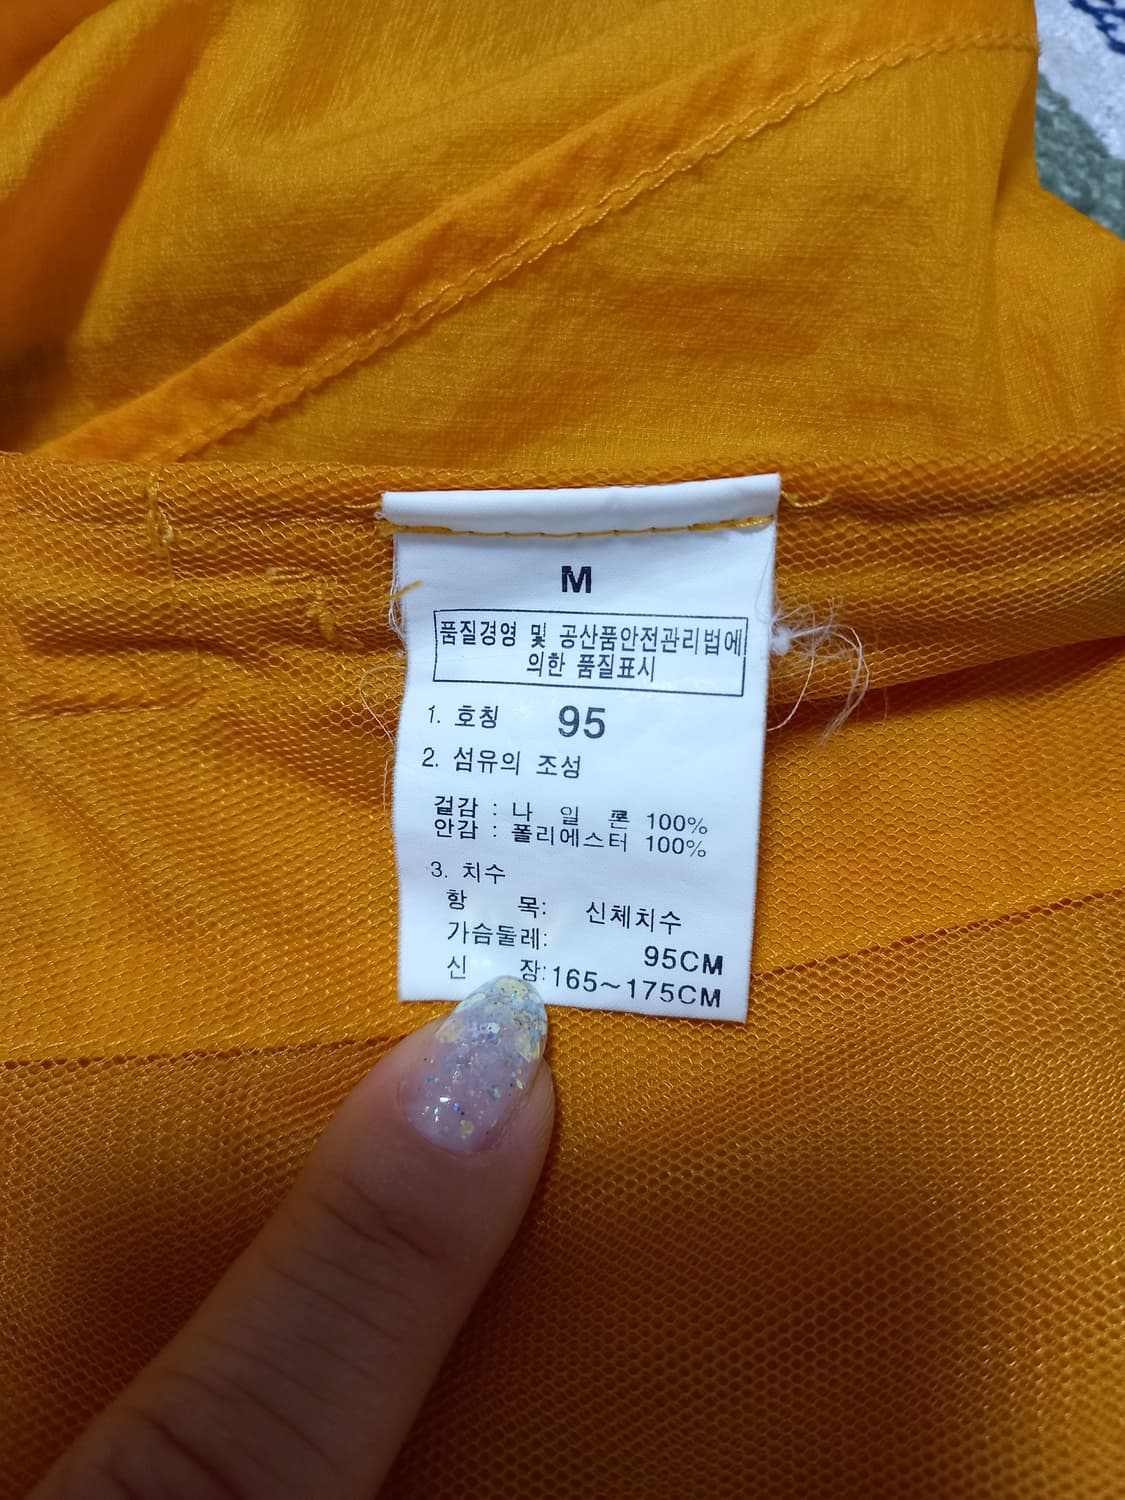 M
품질경영 및 공산품안전관리법에
의한 품질표시
1. 호칭 95
2. 섬유의 조성
겉감 : 나 일 론 100%
안감 : 폴리에스터 100%
3. 치수
항 목: 신체치수
가슴둘레: 95CM
신 장: 165~175CM